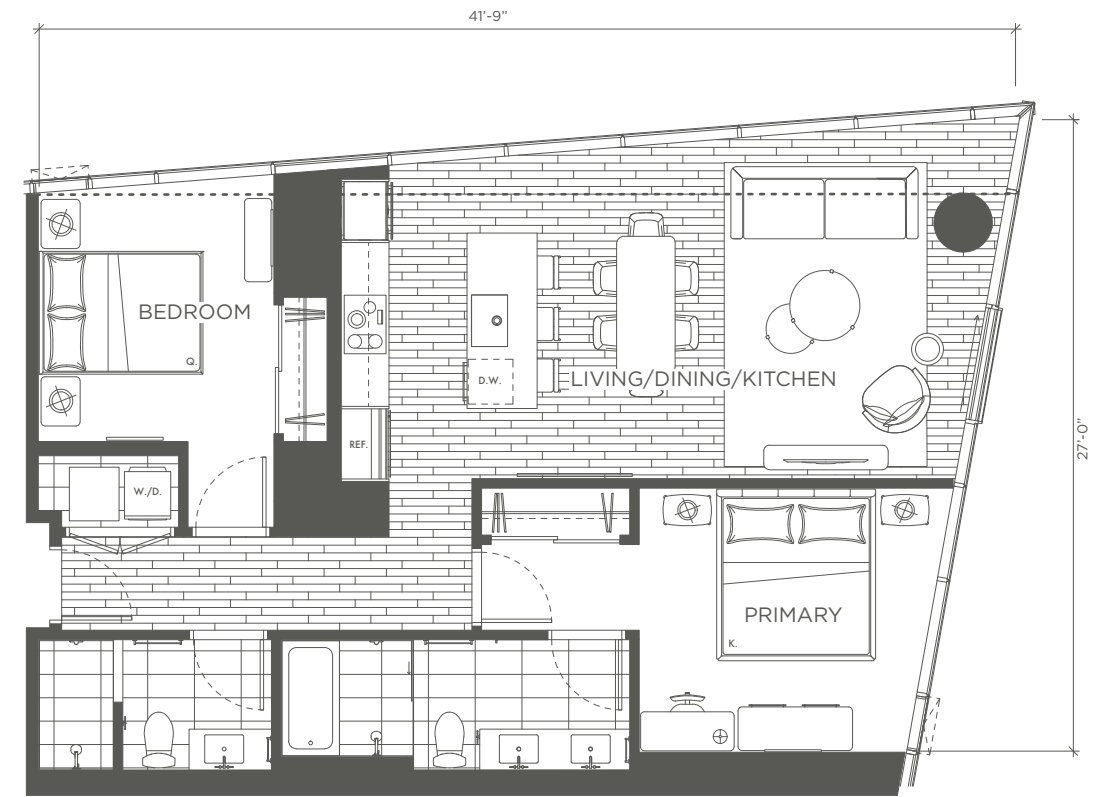 41'-9"
BEDROOM
Q.
D.W.
LIVING/DINING/KITCHEN
27'-0"
REF.
W./D.
PRIMARY
K.